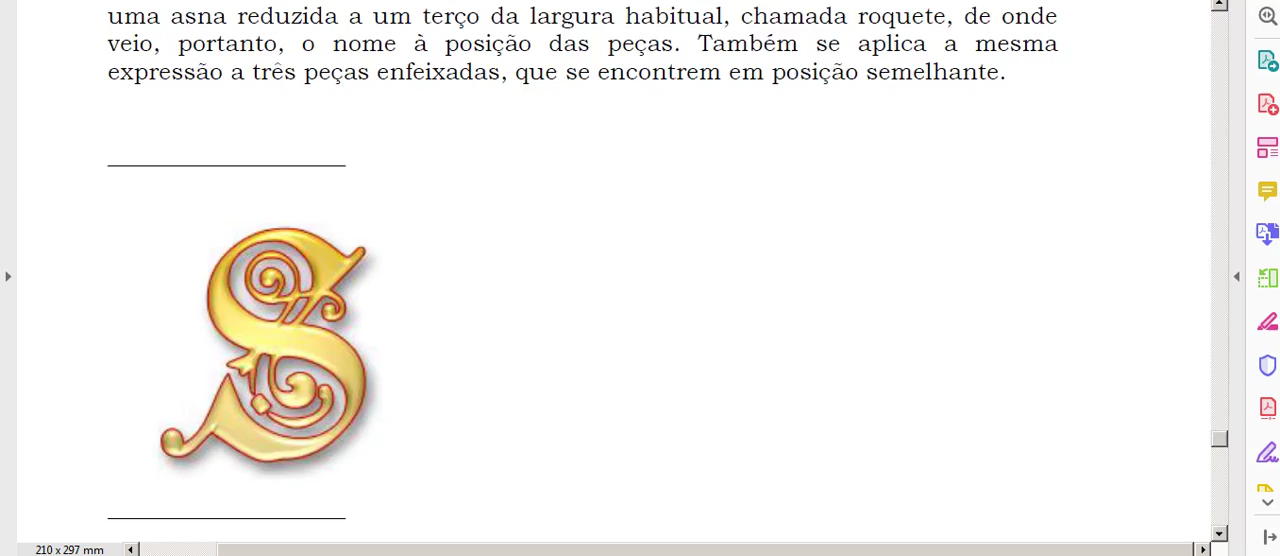 uma asna reduzida a um terço da largura habitual, chamada roquete, de onde
veio, portanto, o nome à posição das peças. Também se aplica a mesma
expressão a três peças enfeixadas, que se encontrem em posição semelhante.
S
210 x 297 mm